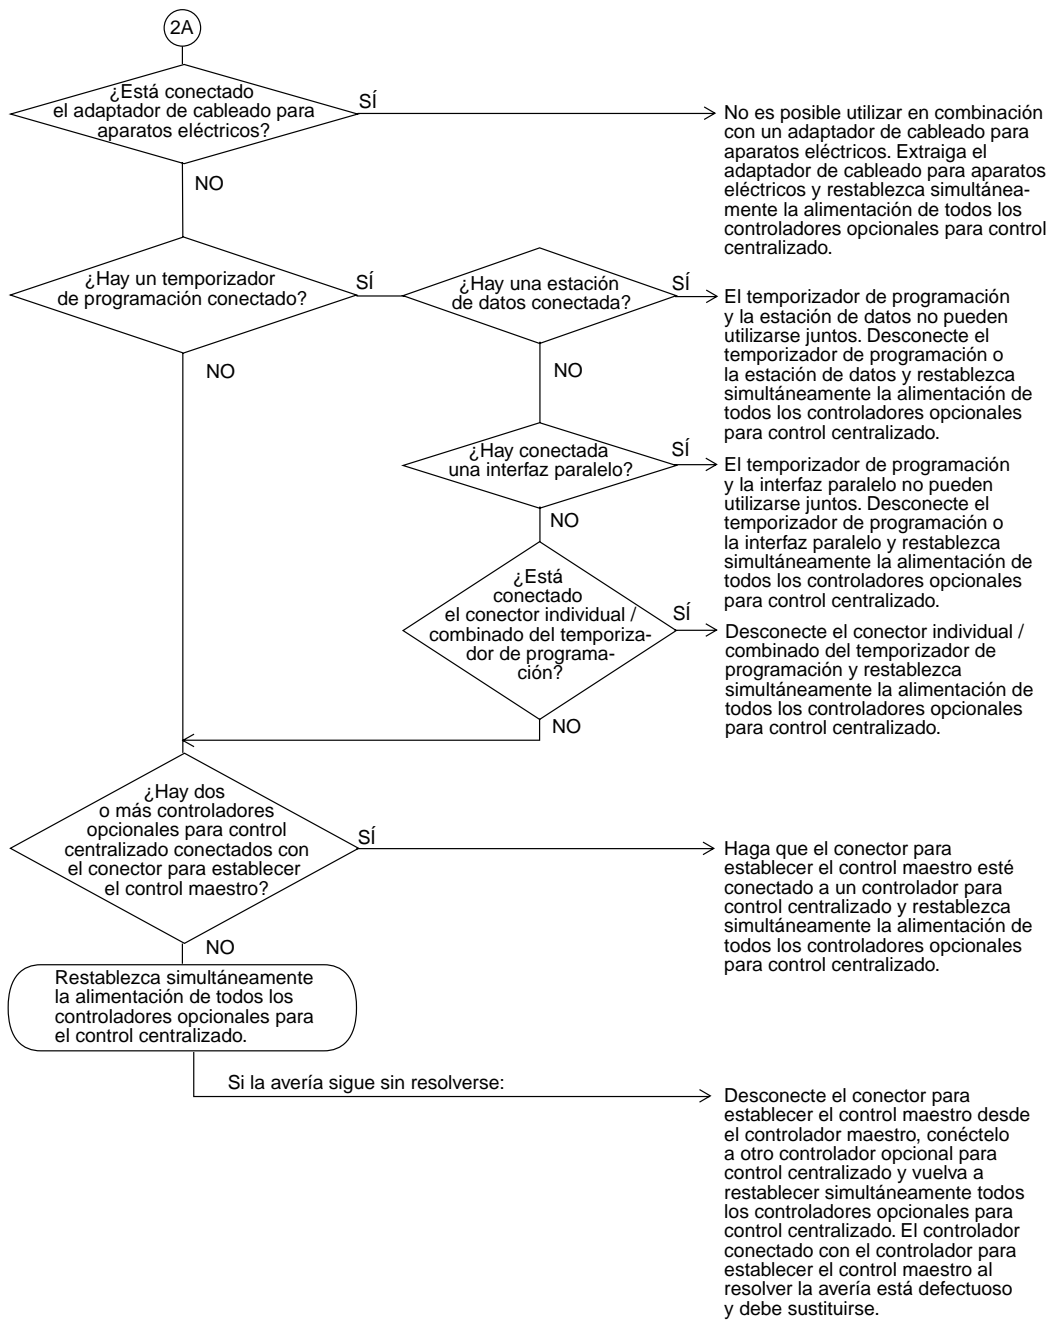 2A
¿Está conectado
el adaptador de cableado para
aparatos eléctricos?
SÍ
No es posible utilizar en combinación
con un adaptador de cableado para
aparatos eléctricos. Extraiga el
adaptador de cableado para aparatos
eléctricos y restablezca simultánea-
mente la alimentación de todos los
controladores opcionales para control
centralizado.
NO
¿Hay un temporizador
de programación conectado?
SÍ
¿Hay una estación
de datos conectada?
SÍ
El temporizador de programación
y la estación de datos no pueden
utilizarse juntos. Desconecte el
temporizador de programación o
la estación de datos y restablezca
simultáneamente la alimentación de
todos los controladores opcionales
para control centralizado.
NO
NO
¿Hay conectada
una interfaz paralelo?
SÍ
El temporizador de programación
y la interfaz paralelo no pueden
utilizarse juntos. Desconecte el
temporizador de programación o
la interfaz paralelo y restablezca
simultáneamente la alimentación de
todos los controladores opcionales
para control centralizado.
NO
¿Está
conectado
el conector individual /
combinado del temporiza-
dor de programa-
ción?
SÍ
Desconecte el conector individual /
combinado del temporizador de
programación y restablezca
simultáneamente la alimentación de
todos los controladores opcionales
para control centralizado.
NO
¿Hay dos
o más controladores
opcionales para control
centralizado conectados con
el conector para establecer
el control maestro?
SÍ
Haga que el conector para
establecer el control maestro esté
conectado a un controlador para
control centralizado y restablezca
simultáneamente la alimentación de
todos los controladores opcionales
para control centralizado.
NO
Restablezca simultáneamente
la alimentación de todos los
controladores opcionales para
el control centralizado.
Si la avería sigue sin resolverse:
Desconecte el conector para
establecer el control maestro desde
el controlador maestro, conéctelo
a otro controlador opcional para
control centralizado y vuelva a
restablecer simultáneamente todos
los controladores opcionales para
control centralizado. El controlador
conectado con el controlador para
establecer el control maestro al
resolver la avería está defectuoso
y debe sustituirse.